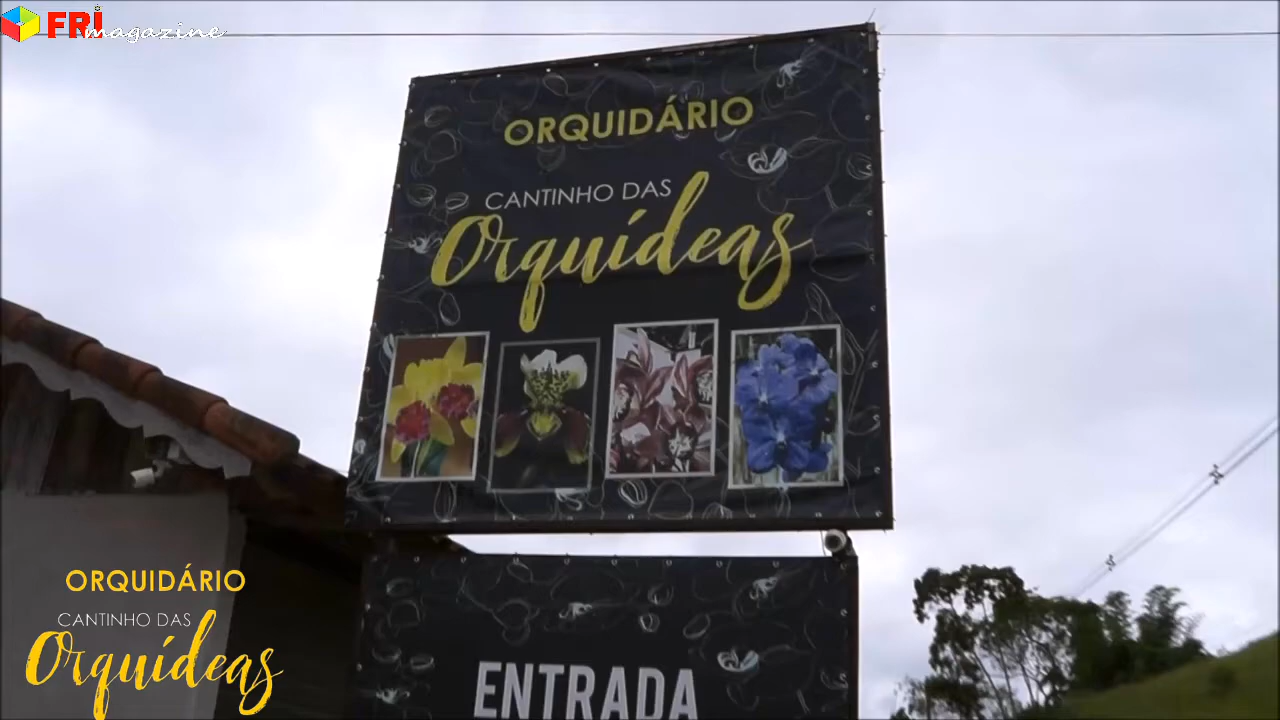 FRI
magazine
ORQUIDÁRIO
CANTINHO DAS
Orquídeas
ENTRADA
ORQUIDÁRIO
CANTINHO DAS
Orquídeas